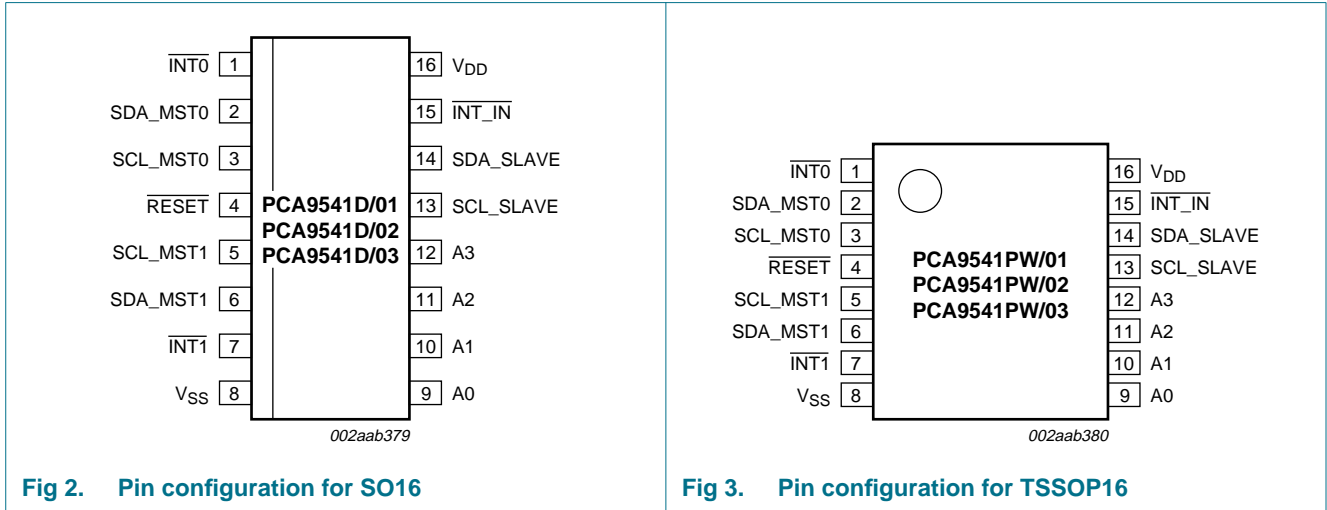 INT0 1 16 VDD
SDA_MST0 2 15 INT_IN
SCL_MST0 3 14 SDA_SLAVE
RESET 4 PCA9541D/01 13 SCL_SLAVE
PCA9541D/02
SCL_MST1 5 PCA9541D/03 12 A3
SDA_MST1 6 11 A2
INT1 7 10 A1
VSS 8 9 A0
002aab379
Fig 2. Pin configuration for SO16
INT0 1 16 VDD
SDA_MST0 2 15 INT_IN
SCL_MST0 3 14 SDA_SLAVE
RESET 4 PCA9541PW/01 13 SCL_SLAVE
PCA9541PW/02
SCL_MST1 5 PCA9541PW/03 12 A3
SDA_MST1 6 11 A2
INT1 7 10 A1
VSS 8 9 A0
002aab380
Fig 3. Pin configuration for TSSOP16